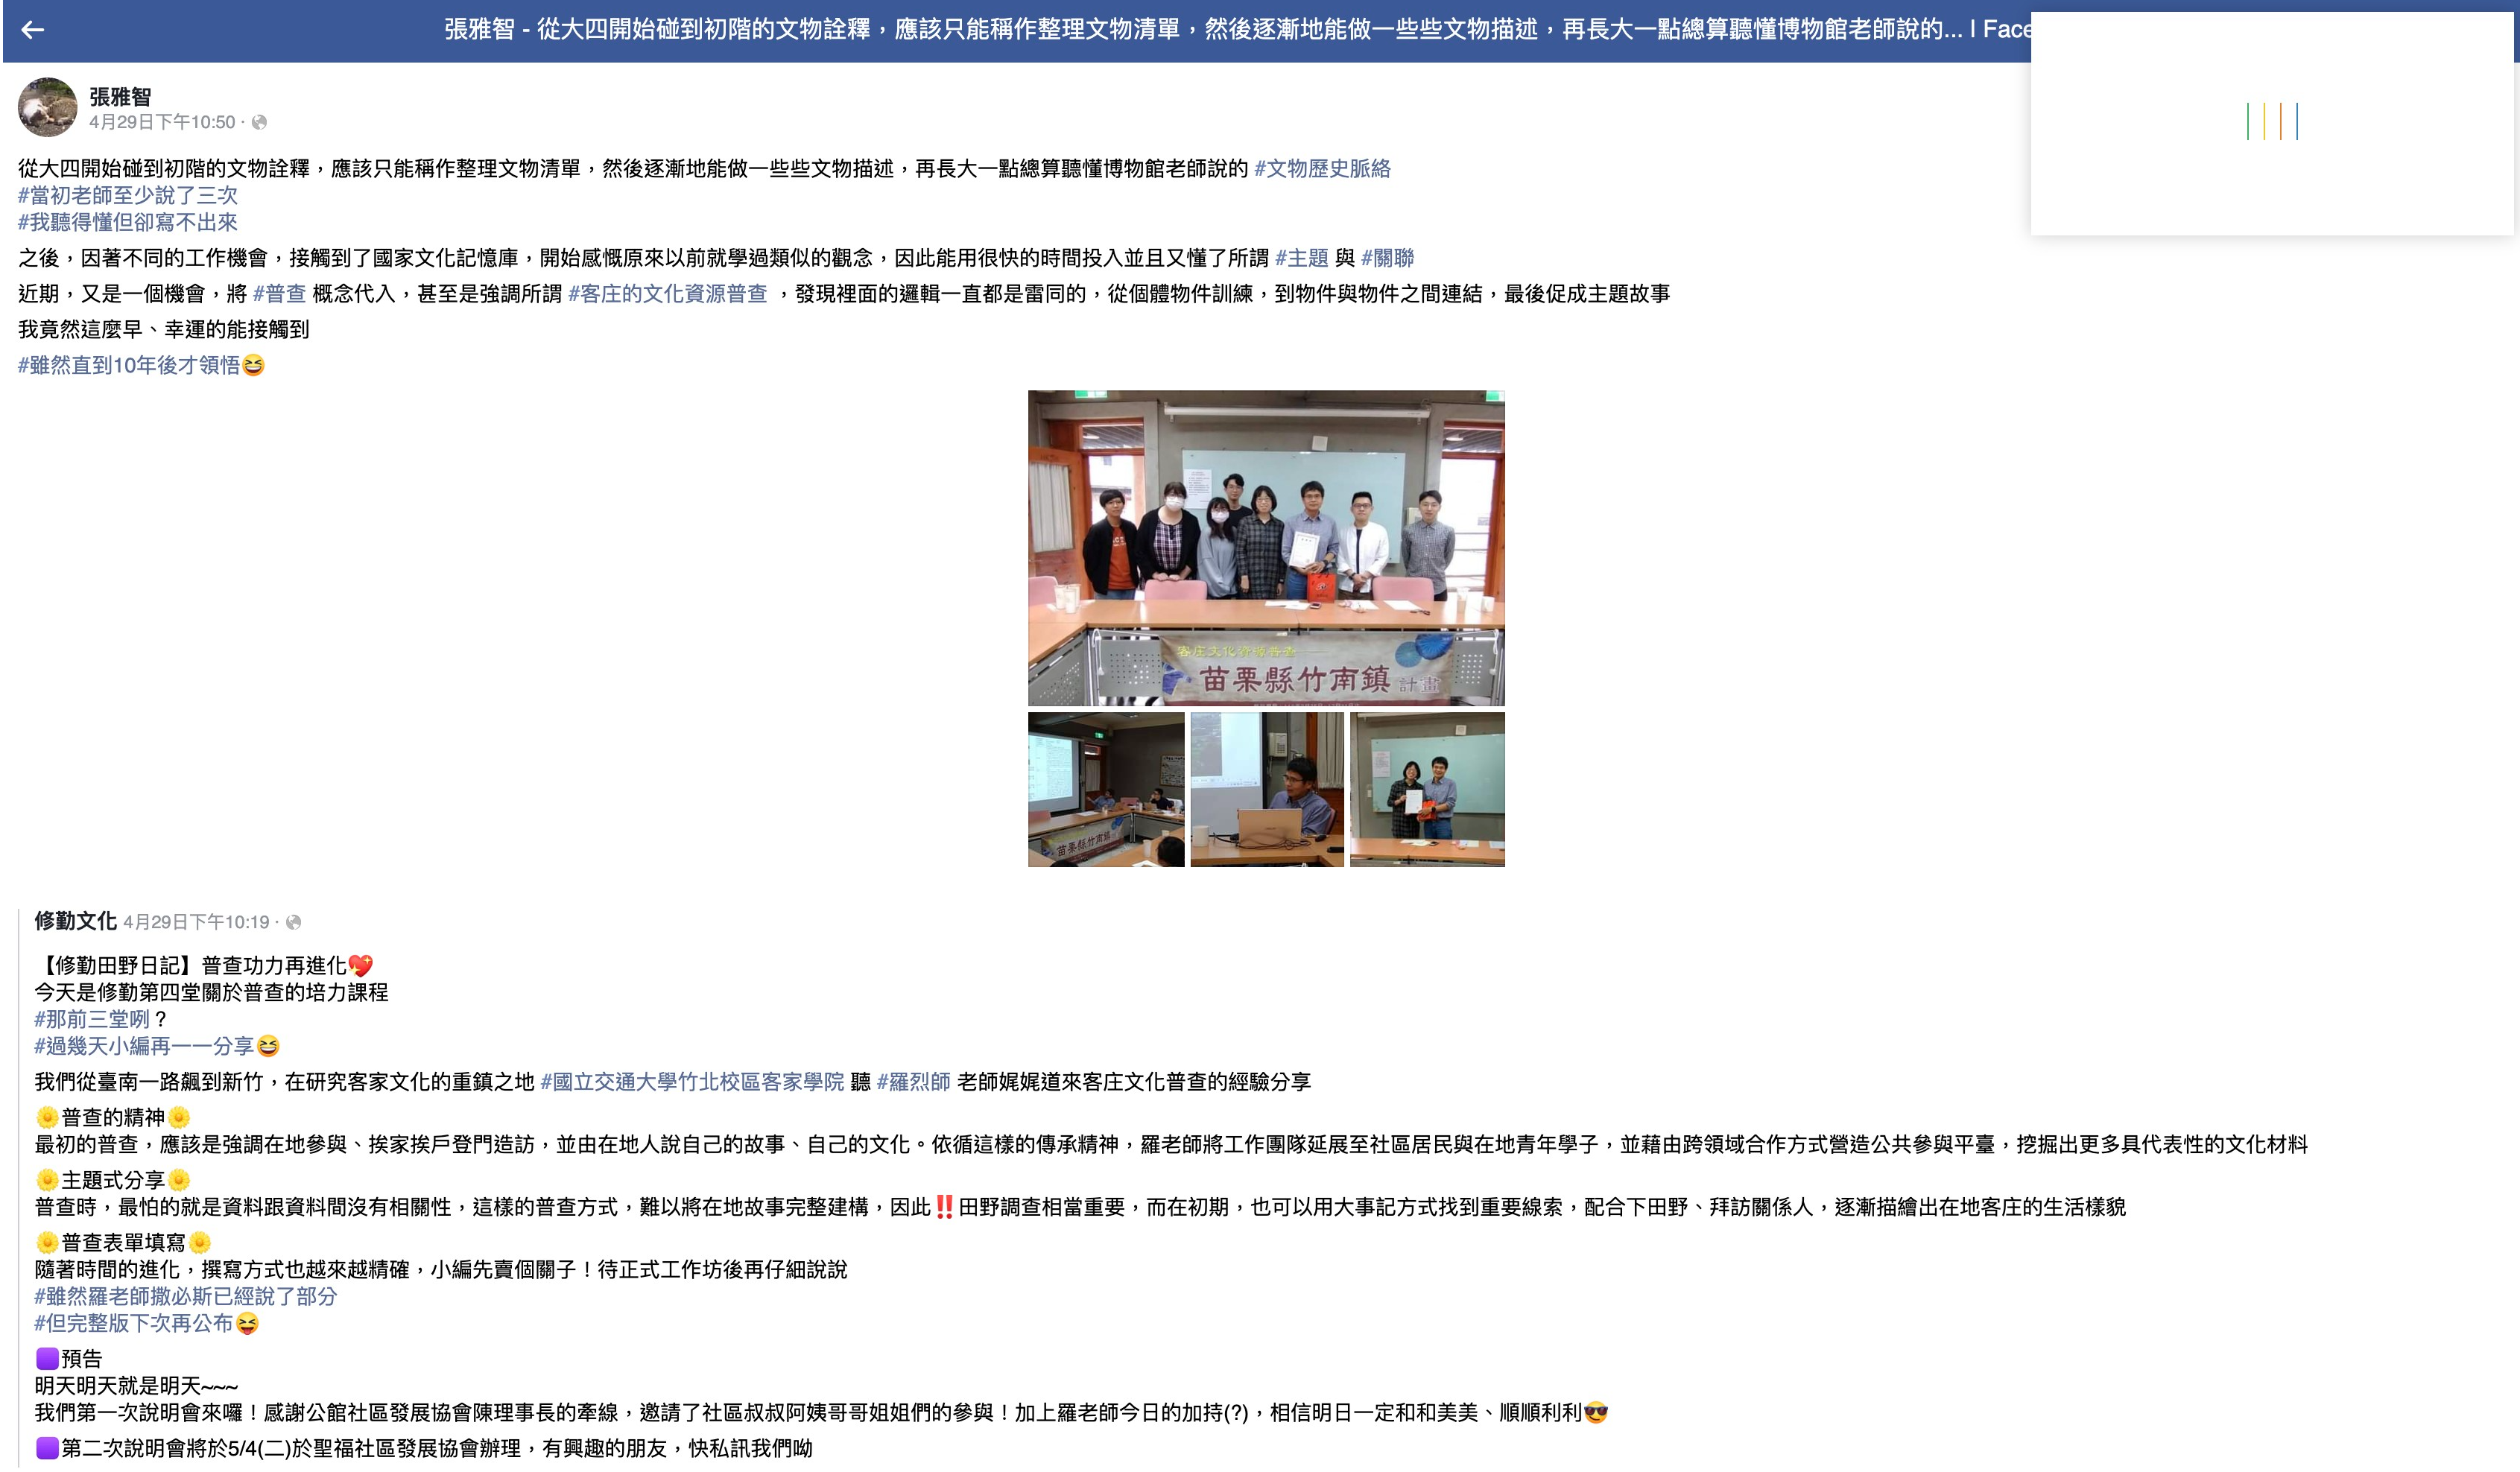 張雅智 - 從大四開始碰到初階的文物詮釋，應該只能稱作整理文物清單，然後逐漸地能做一些些文物描述，再長大一點總算聽懂博物館老師說的... | Face
張雅智
4月29日下午10:50 ·
從大四開始碰到初階的文物詮釋，應該只能稱作整理文物清單，然後逐漸地能做一些些文物描述，再長大一點總算聽懂博物館老師說的 #文物歷史脈絡
#當初老師至少說了三次
#我聽得懂但卻寫不出來
之後，因著不同的工作機會，接觸到了國家文化記憶庫，開始感慨原來以前就學過類似的觀念，因此能用很快的時間投入並且又懂了所謂 #主題 與 #關聯
近期，又是一個機會，將 #普查 概念代入，甚至是強調所謂 #客庄的文化資源普查 ，發現裡面的邏輯一直都是雷同的，從個體物件訓練，到物件與物件之間連結，最後促成主題故事
我竟然這麼早、幸運的能接觸到
#雖然直到10年後才領悟😆
客庄文化資源普查
苗栗縣竹南鎮 計畫
苗栗縣竹南鎮
修勤文化 4月29日下午10:19 ·
【修勤田野日記】普查功力再進化💖
今天是修勤第四堂關於普查的培力課程
#那前三堂咧？
#過幾天小編再一一分享😆
我們從臺南一路飆到新竹，在研究客家文化的重鎮之地 #國立交通大學竹北校區客家學院 聽 #羅烈師 老師娓娓道來客庄文化普查的經驗分享
🌼普查的精神🌼
最初的普查，應該是強調在地參與、挨家挨戶登門造訪，並由在地人說自己的故事、自己的文化。依循這樣的傳承精神，羅老師將工作團隊延展至社區居民與在地青年學子，並藉由跨領域合作方式營造公共參與平臺，挖掘出更多具代表性的文化材料
🌼主題式分享🌼
普查時，最怕的就是資料跟資料間沒有相關性，這樣的普查方式，難以將在地故事完整建構，因此‼️田野調查相當重要，而在初期，也可以用大事記方式找到重要線索，配合下田野、拜訪關係人，逐漸描繪出在地客庄的生活樣貌
🌼普查表單填寫🌼
隨著時間的進化，撰寫方式也越來越精確，小編先賣個關子！待正式工作坊後再仔細說說
#雖然羅老師撒必斯已經說了部分
#但完整版下次再公布😝
🟪預告
明天明天就是明天~~~
我們第一次說明會來囉！感謝公館社區發展協會陳理事長的牽線，邀請了社區叔叔阿姨哥哥姐姐們的參與！加上羅老師今日的加持(?)，相信明日一定和和美美、順順利利😎
🟪第二次說明會將於5/4(二)於聖福社區發展協會辦理，有興趣的朋友，快私訊我們呦